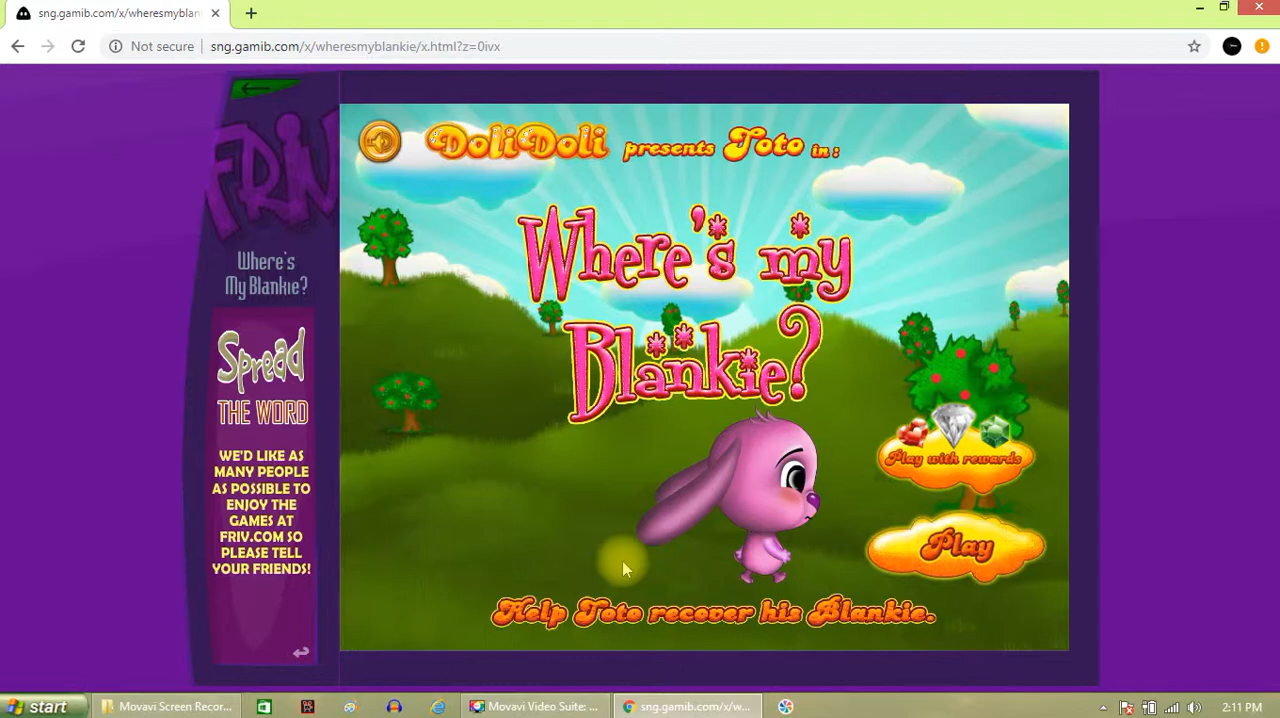 sng.gamib.com/x/wheresmyblan
Not secure sng.gamib.com/x/wheresmyblankie/x.html?z=0ivx
FRIV
Where's
My Blankie?
Spread
THE WORD
WE'D LIKE AS
MANY PEOPLE
AS POSSIBLE TO
ENJOY THE
GAMES AT
FRIV.COM SO
PLEASE TELL
YOUR FRIENDS!
DoliDoli presents Toto in :
Where's my
Blankie?
Play with rewards
Play
Help Toto recover his Blankie.
start
Movavi Screen Recor...
Movavi Video Suite: ...
sng.gamib.com/x/w...
2:11 PM